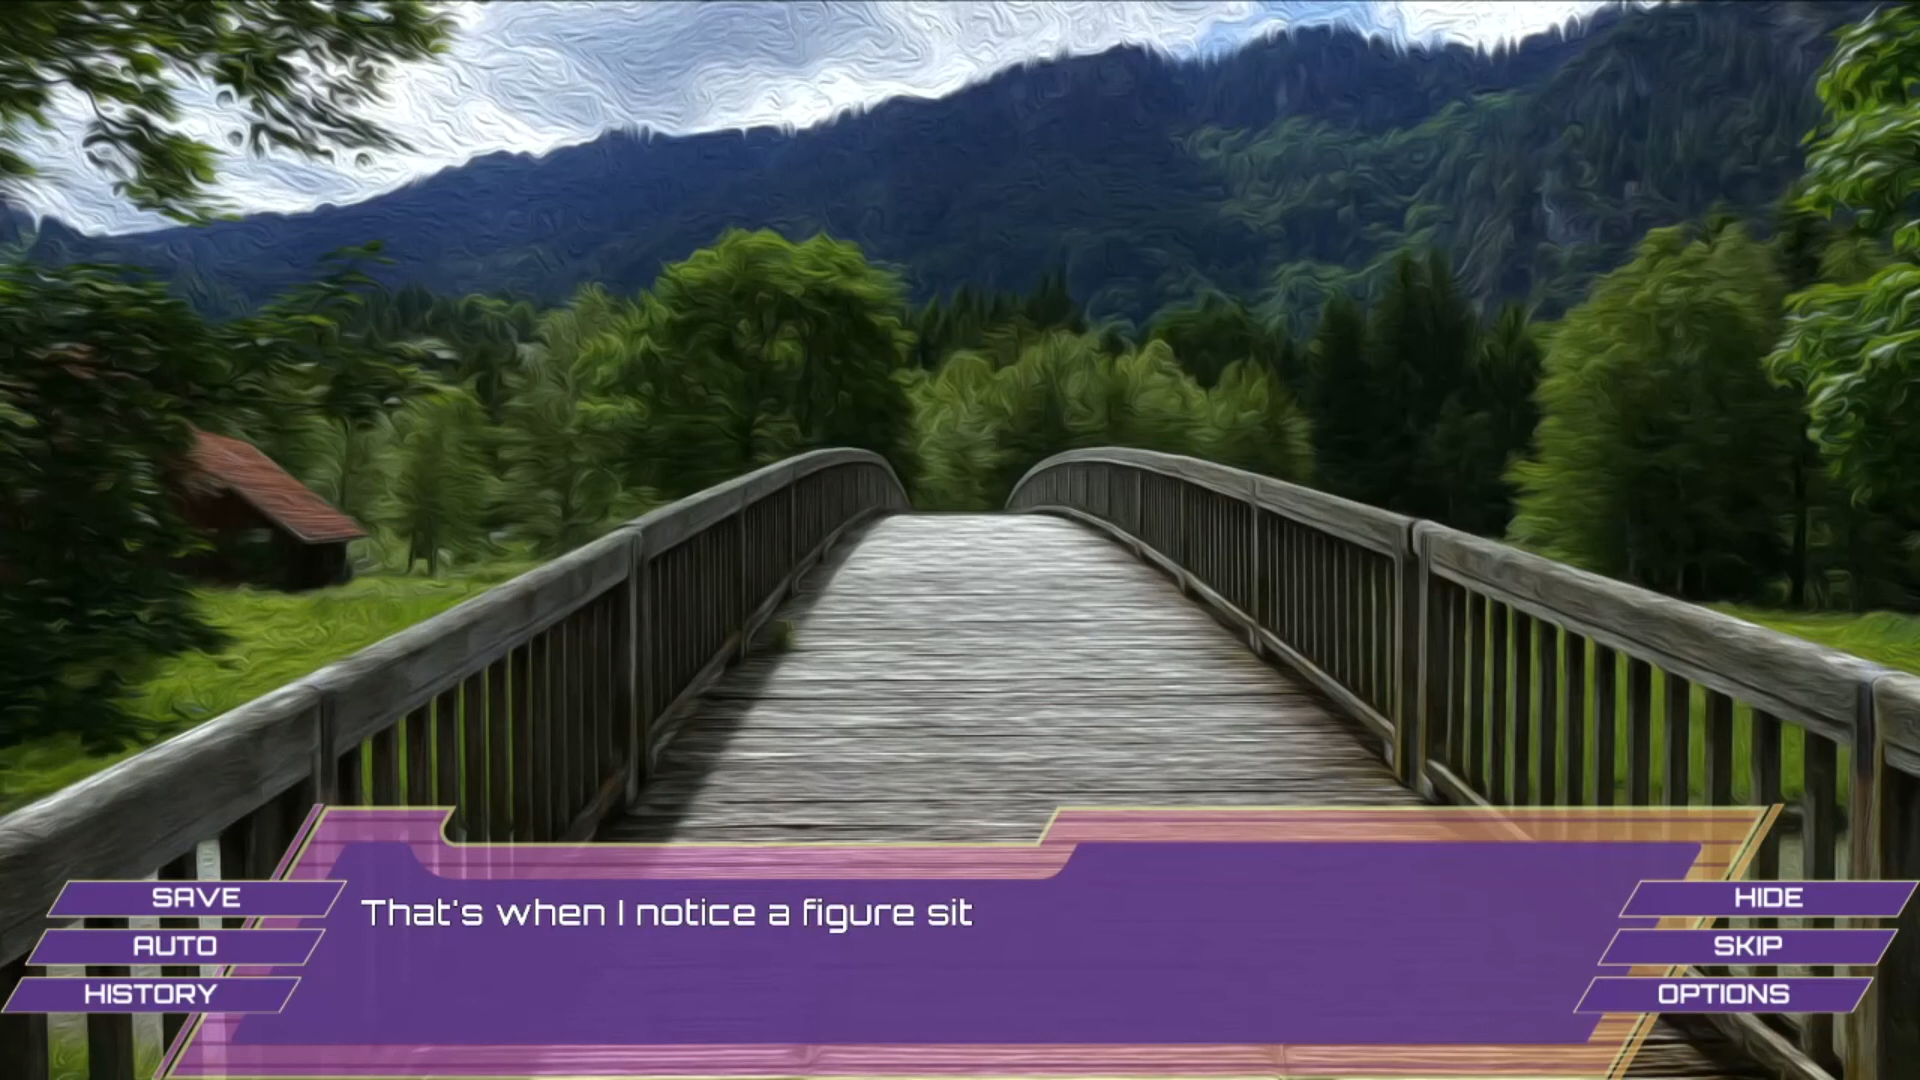 SAVE
AUTO
HISTORY
That's when I notice a figure sit
HIDE
SKIP
OPTIONS